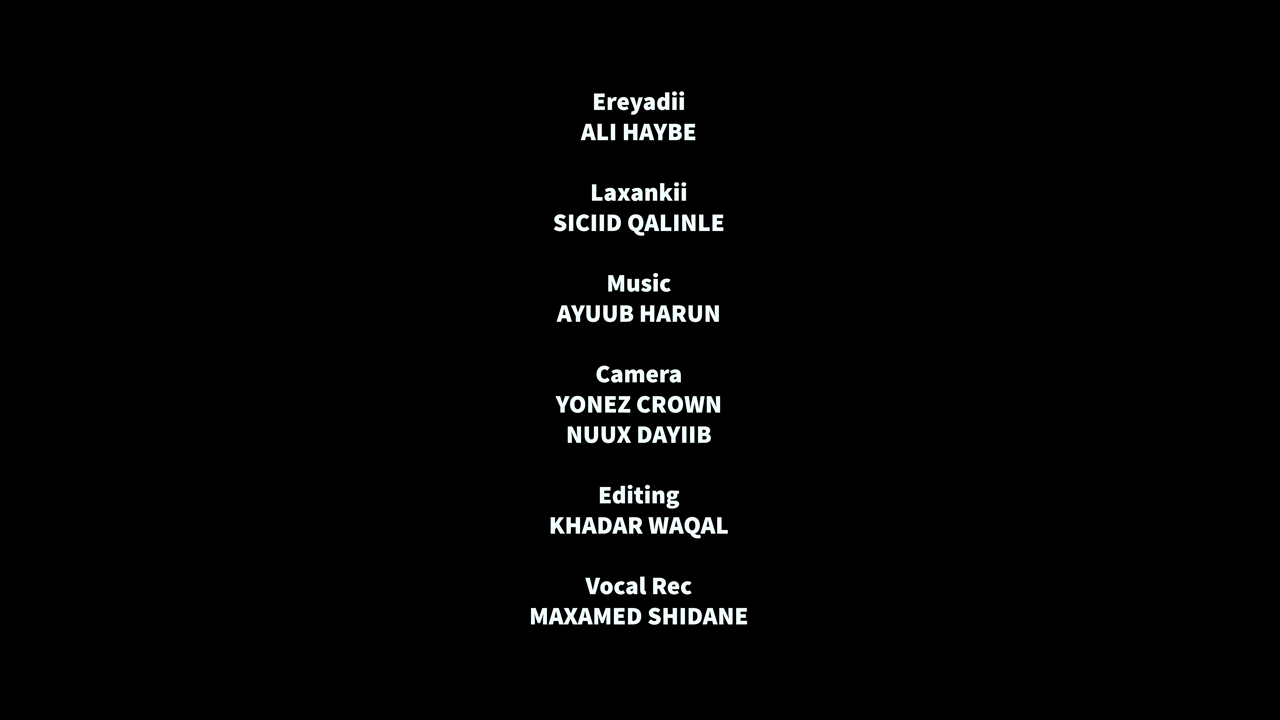 Ereyadii
ALI HAYBE
Laxankii
SICIID QALINLE
Music
AYUUB HARUN
Camera
YONEZ CROWN
NUUX DAYIIB
Editing
KHADAR WAQAL
Vocal Rec
MAXAMED SHIDANE